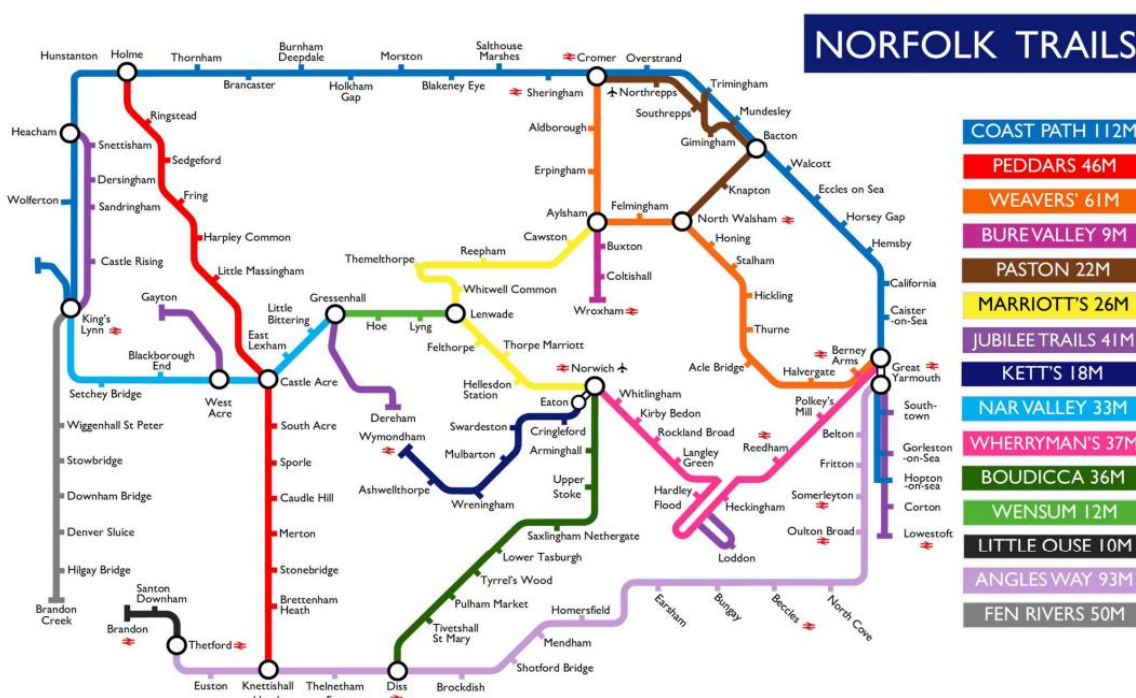 NORFOLK TRAILS
COAST PATH 112M
PEDDARS 46M
WEAVERS' 61M
BURE VALLEY 9M
PASTON 22M
MARRIOTT'S 26M
JUBILEE TRAILS 41M
KETT'S 18M
NAR VALLEY 33M
WHERRYMAN'S 37M
BOUDICCA 36M
WENSUM 12M
LITTLE OUSE 10M
ANGLES WAY 93M
FEN RIVERS 50M
Hunstanton
Holme
Thornham
Burnham
Deepdale
Brancaster
Holkham
Gap
Morston
Blakeney Eye
Salthouse
Marshes
Sheringham
Cromer
Overstrand
Northrepps
Trimingham
Southrepps
Mundesley
Gimingham
Bacton
Walcott
Knapton
Eccles on Sea
Horsey Gap
Hemsby
California
Caister
-on-Sea
Heacham
Snettisham
Dersingham
Wolferton
Sandringham
Castle Rising
King's
Lynn
Ringstead
Sedgeford
Fring
Harpley Common
Little Massingham
Gayton
East
Lexham
Little
Bittering
Gressenhall
Hoe
Lyng
Lenwade
Whitwell Common
Themelthorpe
Reepham
Cawston
Aylsham
Aldborough
Erpingham
Felmingham
North Walsham
Buxton
Coltishall
Wroxham
Honing
Stalham
Hickling
Thurne
Acle Bridge
Halvergate
Berney
Arms
Great
Yarmouth
Felthorpe
Thorpe Marriott
Hellesdon
Station
Norwich
Eaton
Cringleford
Swardeston
Mulbarton
Wreningham
Ashwellthorpe
Wymondham
Dereham
Blackborough
End
Setchey Bridge
West
Acre
Castle Acre
South Acre
Sporle
Caudle Hill
Merton
Stonebridge
Brettenham
Heath
Knettishall
Wiggenhall St Peter
Stowbridge
Downham Bridge
Denver Sluice
Hilgay Bridge
Brandon
Creek
Santon
Downham
Brandon
Thetford
Euston
Thelnetham
Diss
Brockdish
Shotford Bridge
Mendham
Homersfield
Earsham
Bungay
Beccles
North Cove
Arminghall
Upper
Stoke
Saxlingham Nethergate
Lower Tasburgh
Tyrrel's Wood
Pulham Market
Tivetshall
St Mary
Whitlingham
Kirby Bedon
Rockland Broad
Langley
Green
Hardley
Flood
Loddon
Heckingham
Reedham
Polkey's
Mill
Belton
Fritton
Somerleyton
Oulton Broad
South-
town
Gorleston
-on-Sea
Hopton
-on-sea
Corton
Lowestoft